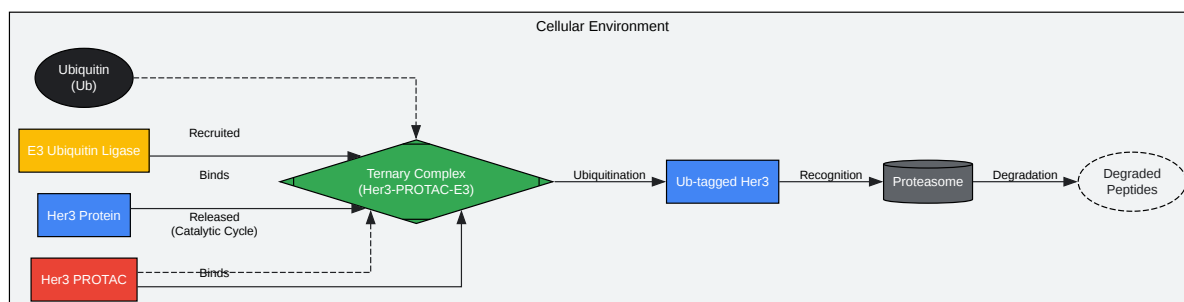 Cellular Environment
Ubiquitin
(Ub)
E3 Ubiquitin Ligase
Recruited
Binds
Her3 Protein
Released
(Catalytic Cycle)
Her3 PROTAC
Binds
Ternary Complex
(Her3-PROTAC-E3)
Ubiquitination
Ub-tagged Her3
Recognition
Proteasome
Degradation
Degraded
Peptides